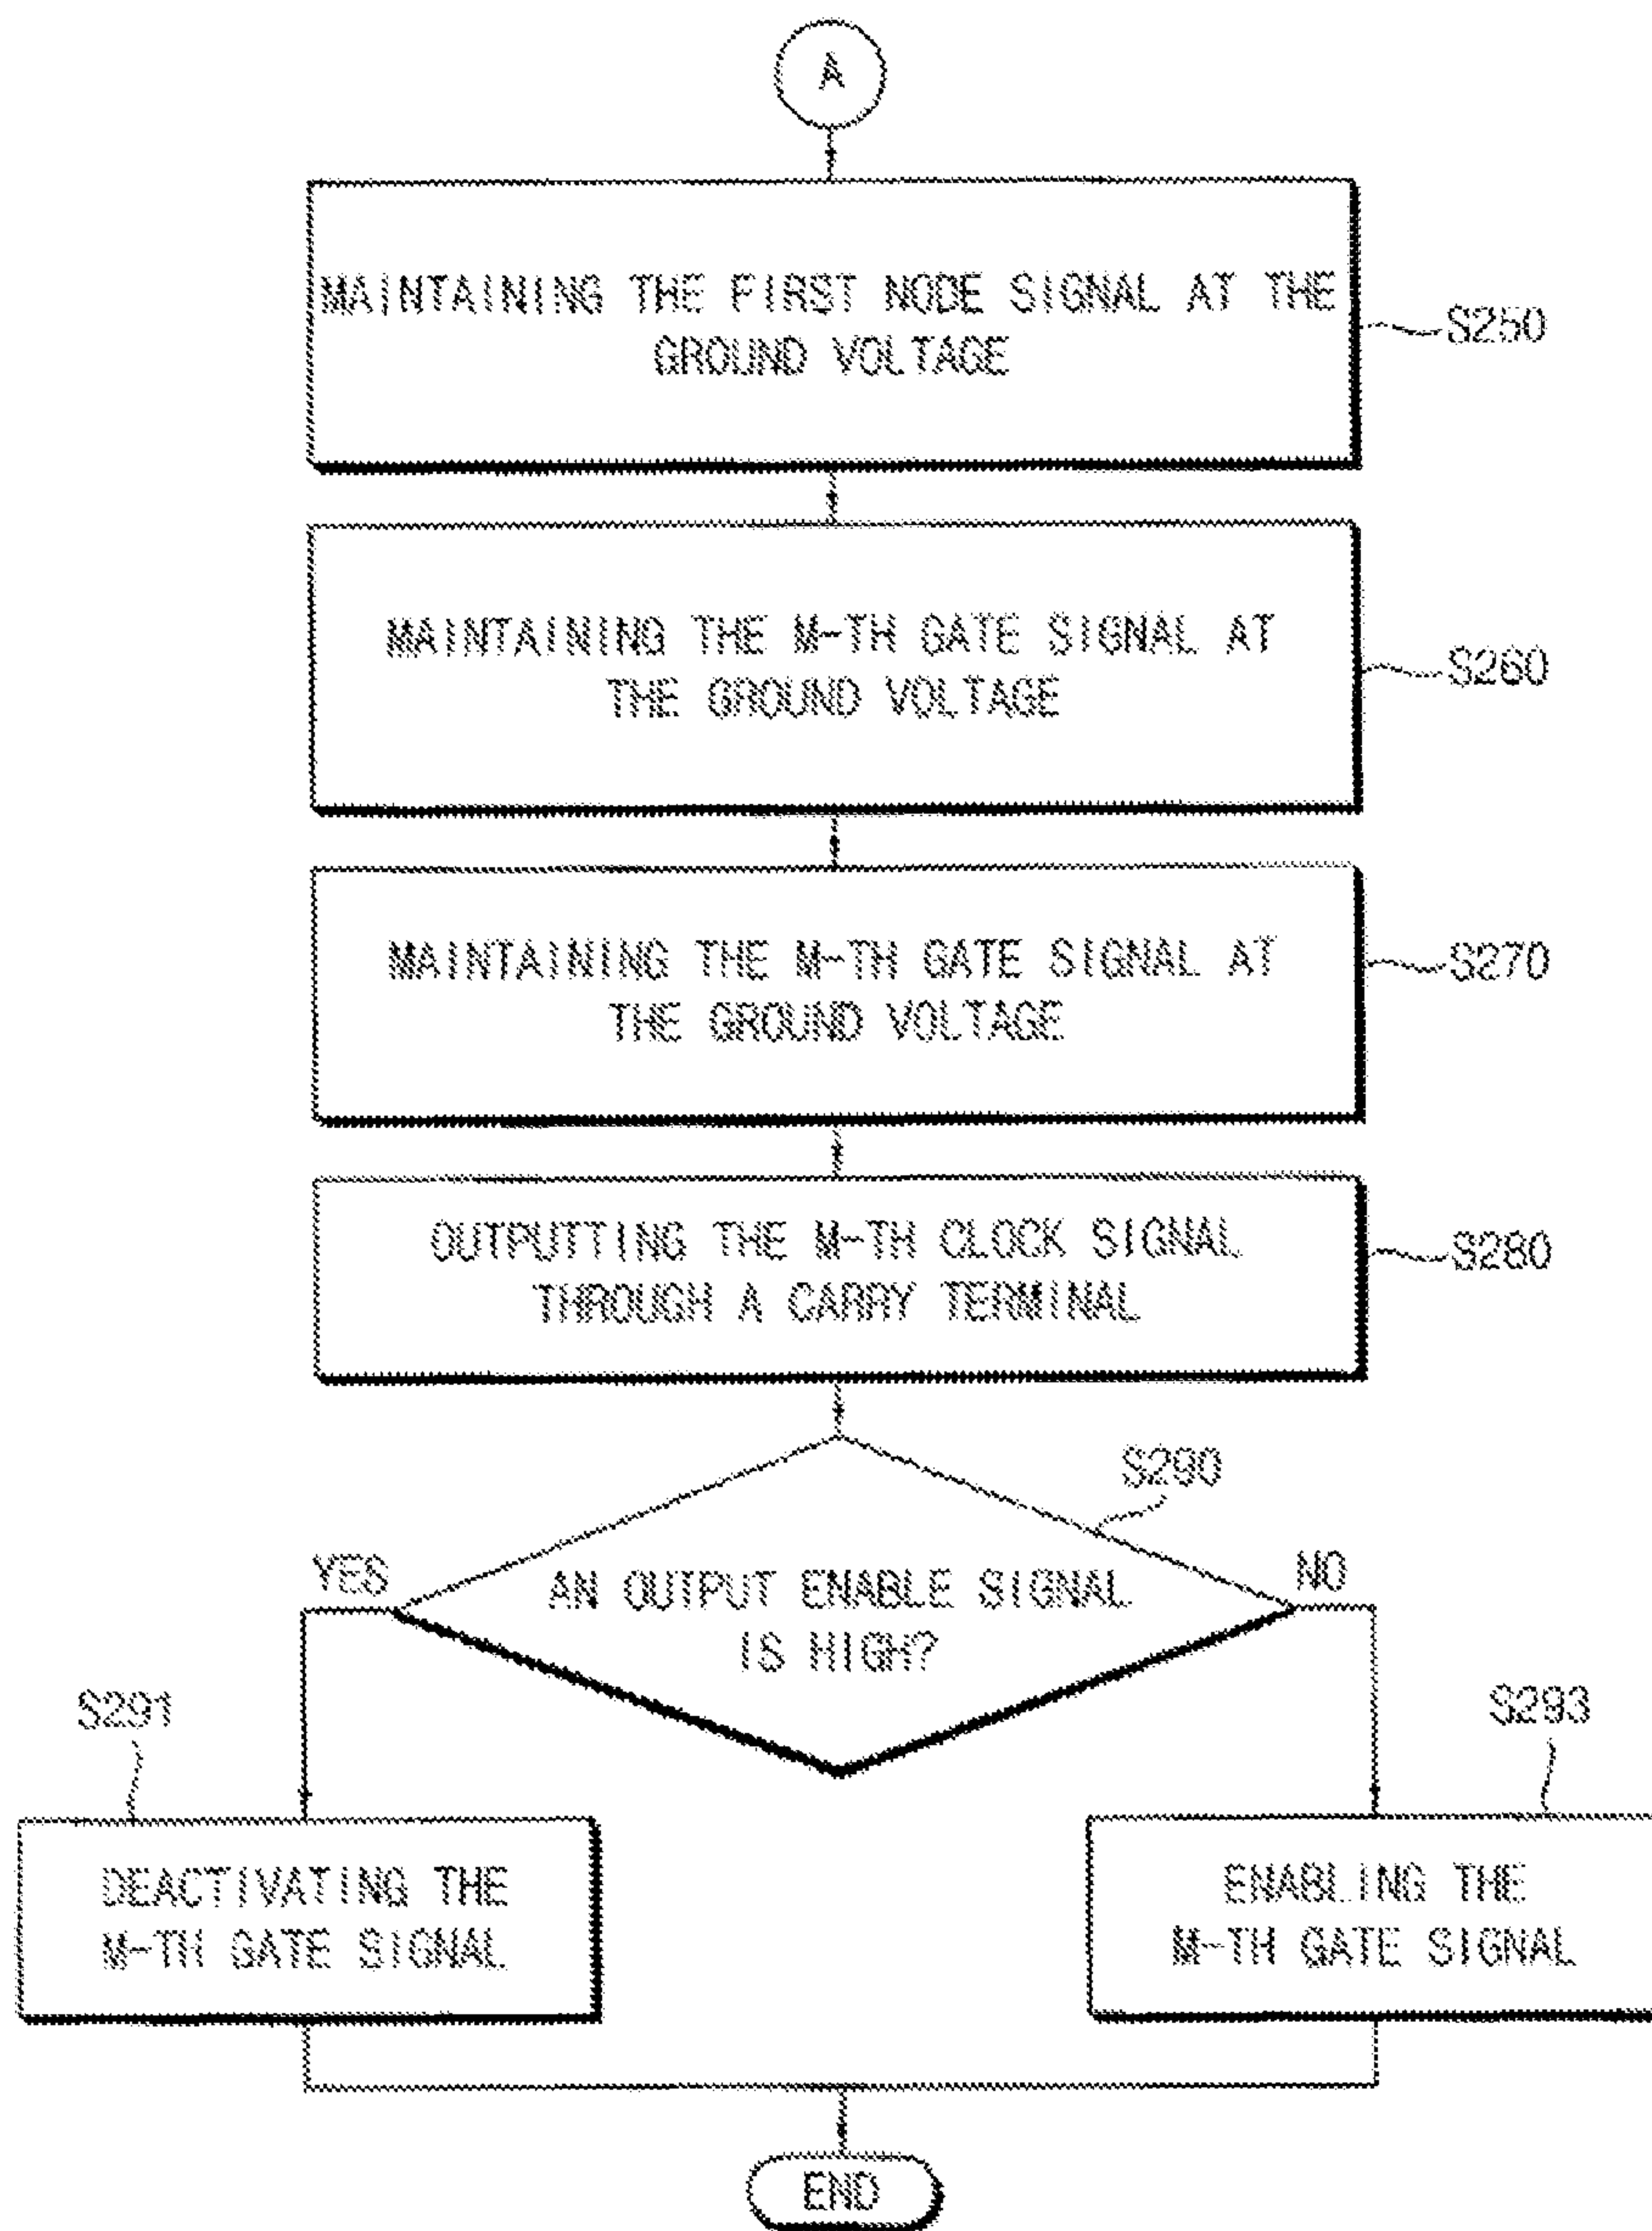 A
MAINTAINING THE FIRST NODE SIGNAL AT THE
GROUND VOLTAGE
S250
MAINTAINING THE M-TH GATE SIGNAL AT
THE GROUND VOLTAGE
S260
MAINTAINING THE M-TH GATE SIGNAL AT
THE GROUND VOLTAGE
S270
OUTPUTTING THE M-TH CLOCK SIGNAL
THROUGH A CARRY TERMINAL
S280
S290
YES
AN OUTPUT ENABLE SIGNAL
IS HIGH?
NO
S291
S293
DEACTIVATING THE
M-TH GATE SIGNAL
ENABLING THE
M-TH GATE SIGNAL
END